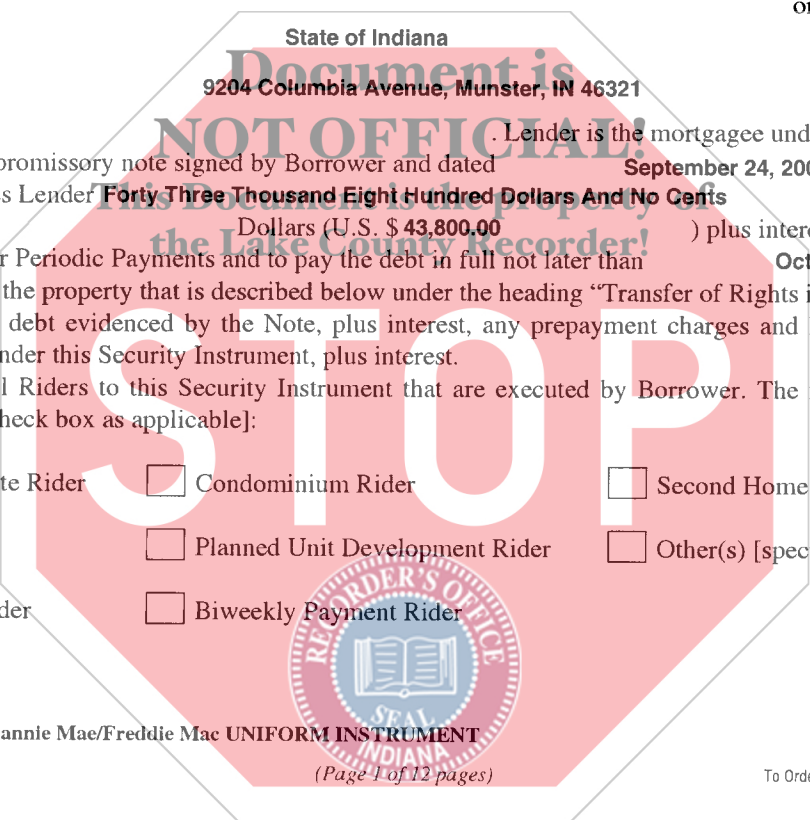 State of Indiana
Document is
9204 Columbia Avenue, Munster, IN 46321
NOT OFFICIAL!
. Lender is the mortgagee und
promissory note signed by Borrower and dated September 24, 200
s Lender Forty Three Thousand Eight Hundred Dollars And No Cents
This Document is the property of
Dollars (U.S. $ 43,800.00 ) plus intere
the Lake County Recorder!
r Periodic Payments and to pay the debt in full not later than Oct
the property that is described below under the heading “Transfer of Rights i
debt evidenced by the Note, plus interest, any prepayment charges and
nder this Security Instrument, plus interest.
l Riders to this Security Instrument that are executed by Borrower. The
heck box as applicable]:
STOP
te Rider Condominium Rider Second Home
Planned Unit Development Rider Other(s) [spec
der Biweekly Payment Rider
RECORDER'S OFFICE
SEAL
INDIANA
annie Mae/Freddie Mac UNIFORM INSTRUMENT
(Page 1 of 12 pages)
To Orde